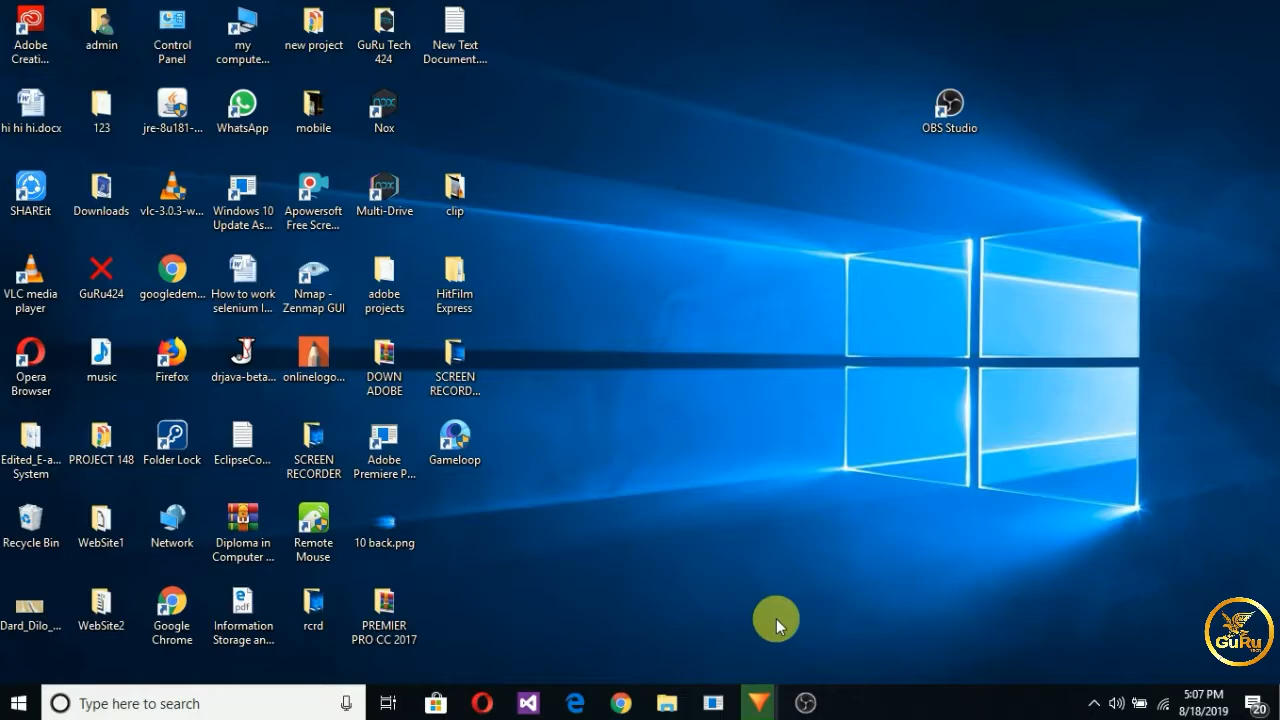 Adobe
Creati...
admin
Control
Panel
my
compute...
new project
GuRu Tech
424
New Text
Document....
hi hi hi.docx
123
jre-8u181-...
WhatsApp
mobile
Nox
OBS Studio
SHAREit
Downloads
vlc-3.0.3-w...
Windows 10
Update As...
Apowersoft
Free Scre...
Multi-Drive
clip
VLC media
player
GuRu424
googledem...
How to work
selenium I...
Nmap -
Zenmap GUI
adobe
projects
HitFilm
Express
Opera
Browser
music
Firefox
drjava-beta...
onlinelogo...
DOWN
ADOBE
SCREEN
RECORD...
Edited_E-a...
System
PROJECT 148
Folder Lock
EclipseCo...
SCREEN
RECORDER
Adobe
Premiere P...
Gameloop
Recycle Bin
WebSite1
Network
Diploma in
Computer ...
Remote
Mouse
10 back.png
Dard_Dilo_...
WebSite2
Google
Chrome
Information
Storage an...
rcrd
PREMIER
PRO CC 2017
GuRu
Type here to search
5:07 PM
8/18/2019
20